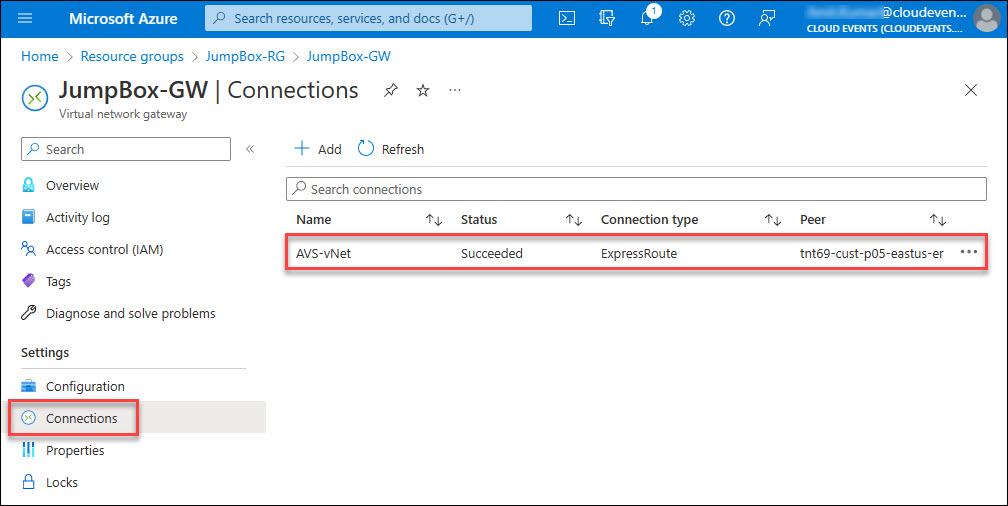 Microsoft Azure
Search resources, services, and docs (G+/)
1
@cloudeven...
CLOUD EVENTS (CLOUDEVENTS....
Home > Resource groups > JumpBox-RG > JumpBox-GW
JumpBox-GW | Connections
Virtual network gateway
Search
Overview
Activity log
Access control (IAM)
Tags
Diagnose and solve problems
Settings
Configuration
Connections
Properties
Locks
Add Refresh
Search connections
Name Status Connection type Peer
AVS-vNet Succeeded ExpressRoute tnt69-cust-p05-eastus-er